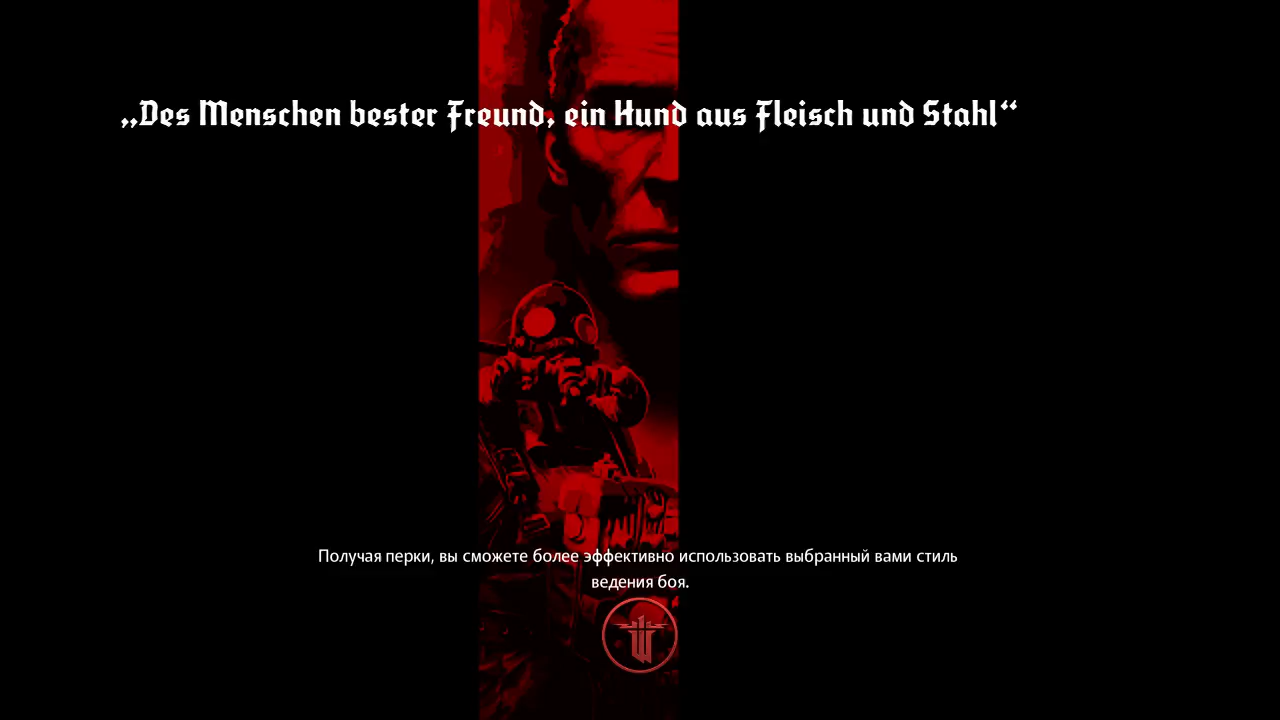 „Des Menschen bester Freund, ein Hund aus Fleisch und Stahl“
Получая перки, вы сможете более эффективно использовать выбранный вами стиль
ведения боя.